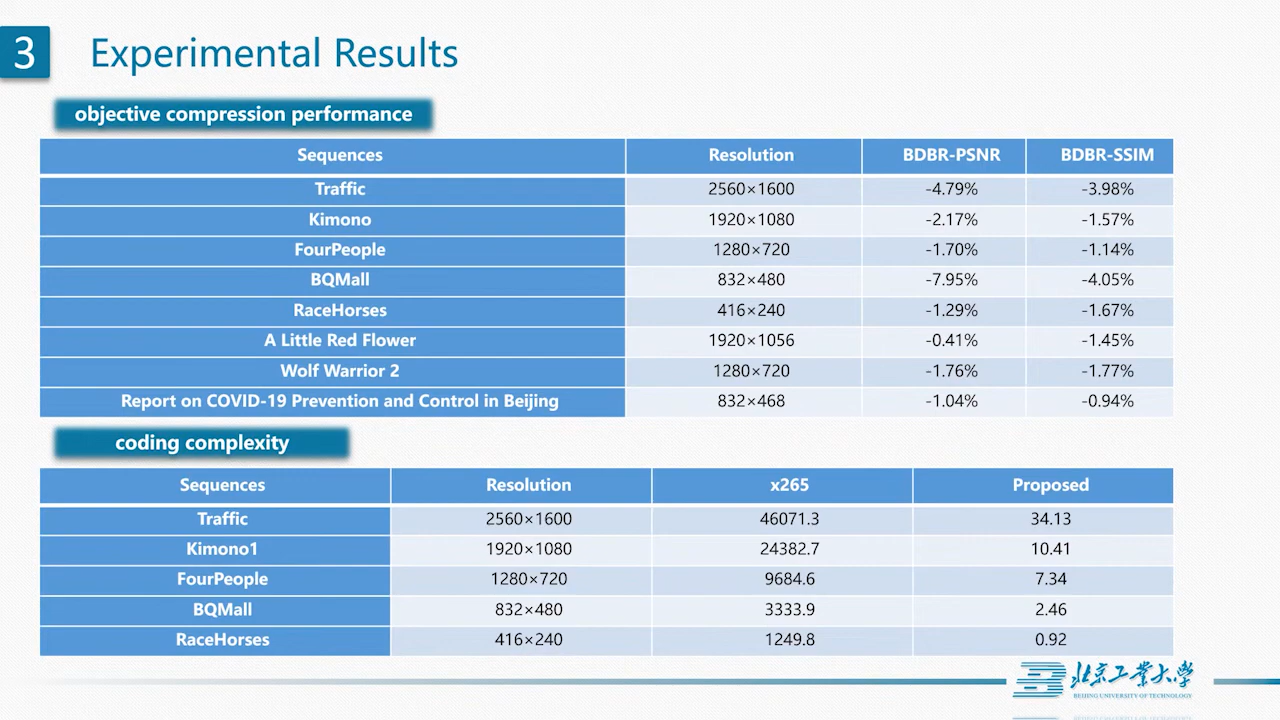 3 Experimental Results
objective compression performance
Sequences Resolution BDBR-PSNR BDBR-SSIM
Traffic 2560×1600 -4.79% -3.98%
Kimono 1920×1080 -2.17% -1.57%
FourPeople 1280×720 -1.70% -1.14%
BQMall 832×480 -7.95% -4.05%
RaceHorses 416×240 -1.29% -1.67%
A Little Red Flower 1920×1056 -0.41% -1.45%
Wolf Warrior 2 1280×720 -1.76% -1.77%
Report on COVID-19 Prevention and Control in Beijing 832×468 -1.04% -0.94%
coding complexity
Sequences Resolution x265 Proposed
Traffic 2560×1600 46071.3 34.13
Kimono1 1920×1080 24382.7 10.41
FourPeople 1280×720 9684.6 7.34
BQMall 832×480 3333.9 2.46
RaceHorses 416×240 1249.8 0.92
北京工业大学
BEIJING UNIVERSITY OF TECHNOLOGY